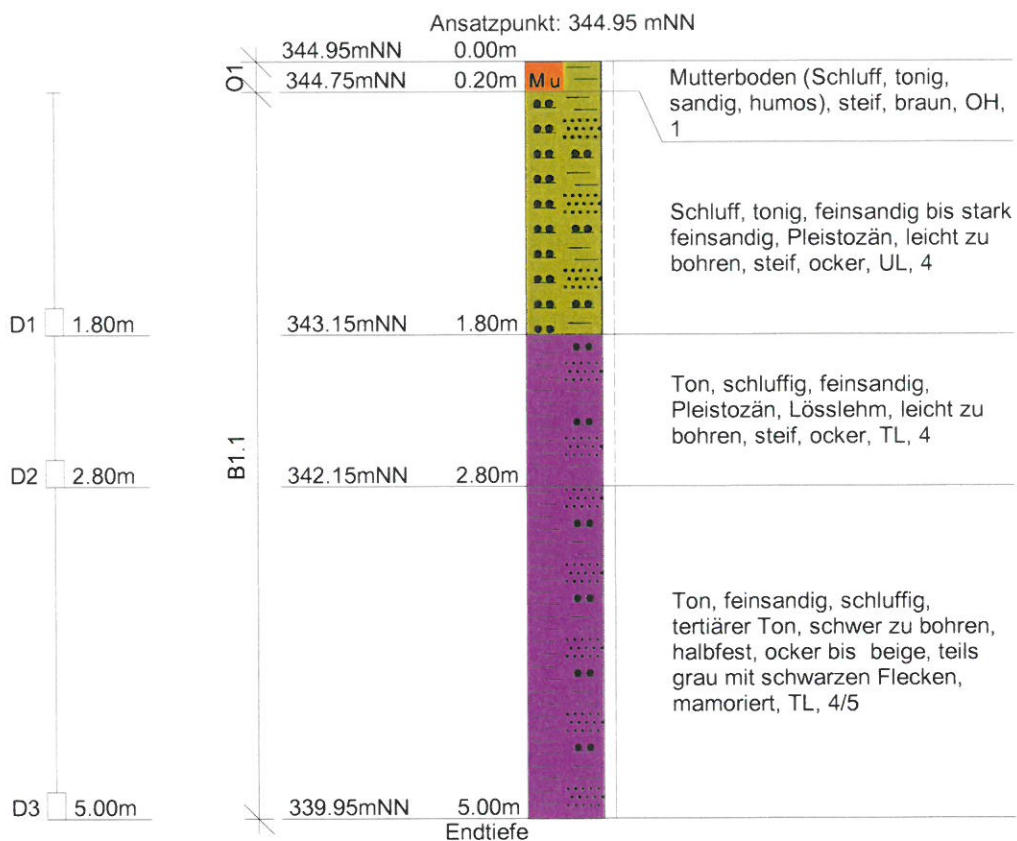 Ansatzpunkt: 344.95 mNN
344.95mNN 0.00m
O1
344.75mNN 0.20m
Mu
Mutterboden (Schluff, tonig,
sandig, humos), steif, braun, OH,
1
Schluff, tonig, feinsandig bis stark
feinsandig, Pleistozän, leicht zu
bohren, steif, ocker, UL, 4
D1 1.80m
343.15mNN 1.80m
Ton, schluffig, feinsandig,
Pleistozän, Lösslehm, leicht zu
bohren, steif, ocker, TL, 4
B1.1
D2 2.80m
342.15mNN 2.80m
Ton, feinsandig, schluffig,
tertiärer Ton, schwer zu bohren,
halbfest, ocker bis beige, teils
grau mit schwarzen Flecken,
mamoriert, TL, 4/5
D3 5.00m
339.95mNN 5.00m
Endtiefe